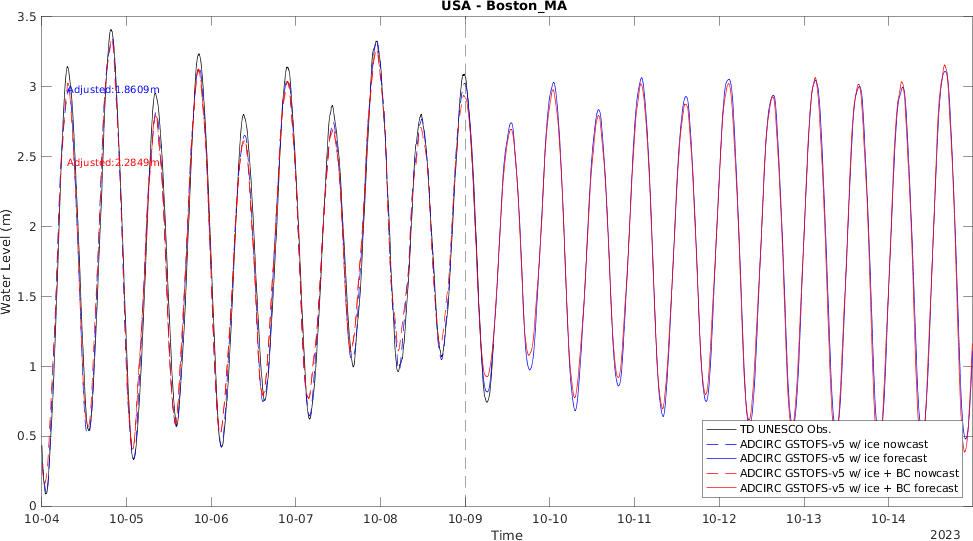 USA - Boston_MA
3.5
3
2.5
2
1.5
1
0.5
0
Water Level (m)
Adjusted:1.8609m
Adjusted:2.2849m
TD UNESCO Obs.
ADCIRC GSTOFS-v5 w/ ice nowcast
ADCIRC GSTOFS-v5 w/ ice forecast
ADCIRC GSTOFS-v5 w/ ice + BC nowcast
ADCIRC GSTOFS-v5 w/ ice + BC forecast
10-04 10-05 10-06 10-07 10-08 10-09 10-10 10-11 10-12 10-13 10-14
Time
2023